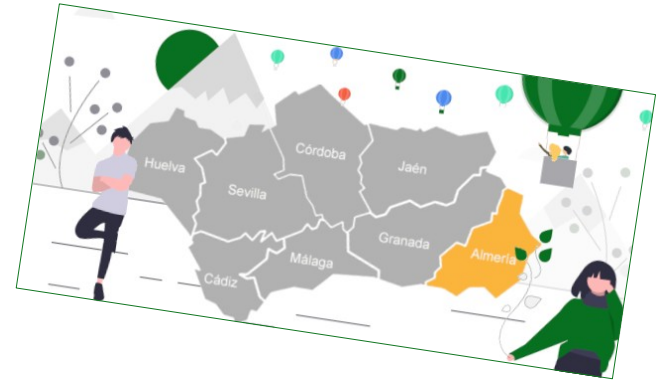 Córdoba
Jaén
Huelva
Sevilla
Granada
Almería
Málaga
Cádiz